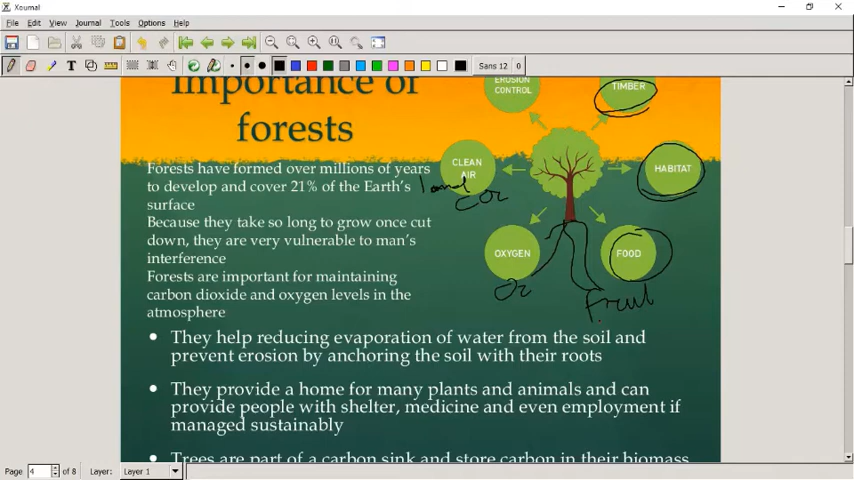 Xournal
File Edit View Journal Tools Options Help
Sans 12 0
Importance of
forests
EROSION
CONTROL
TIMBER
CLEAN
AIR
HABITAT
OXYGEN
FOOD
CO2
O2
Fruit
Forests have formed over millions of years
to develop and cover 21% of the Earth's
surface
Because they take so long to grow once cut
down, they are very vulnerable to man's
interference
Forests are important for maintaining
carbon dioxide and oxygen levels in the
atmosphere
• They help reducing evaporation of water from the soil and
prevent erosion by anchoring the soil with their roots
• They provide a home for many plants and animals and can
provide people with shelter, medicine and even employment if
managed sustainably
• Trees are part of a carbon sink and store carbon in their biomass
Page 4 of 8 Layer: Layer 1